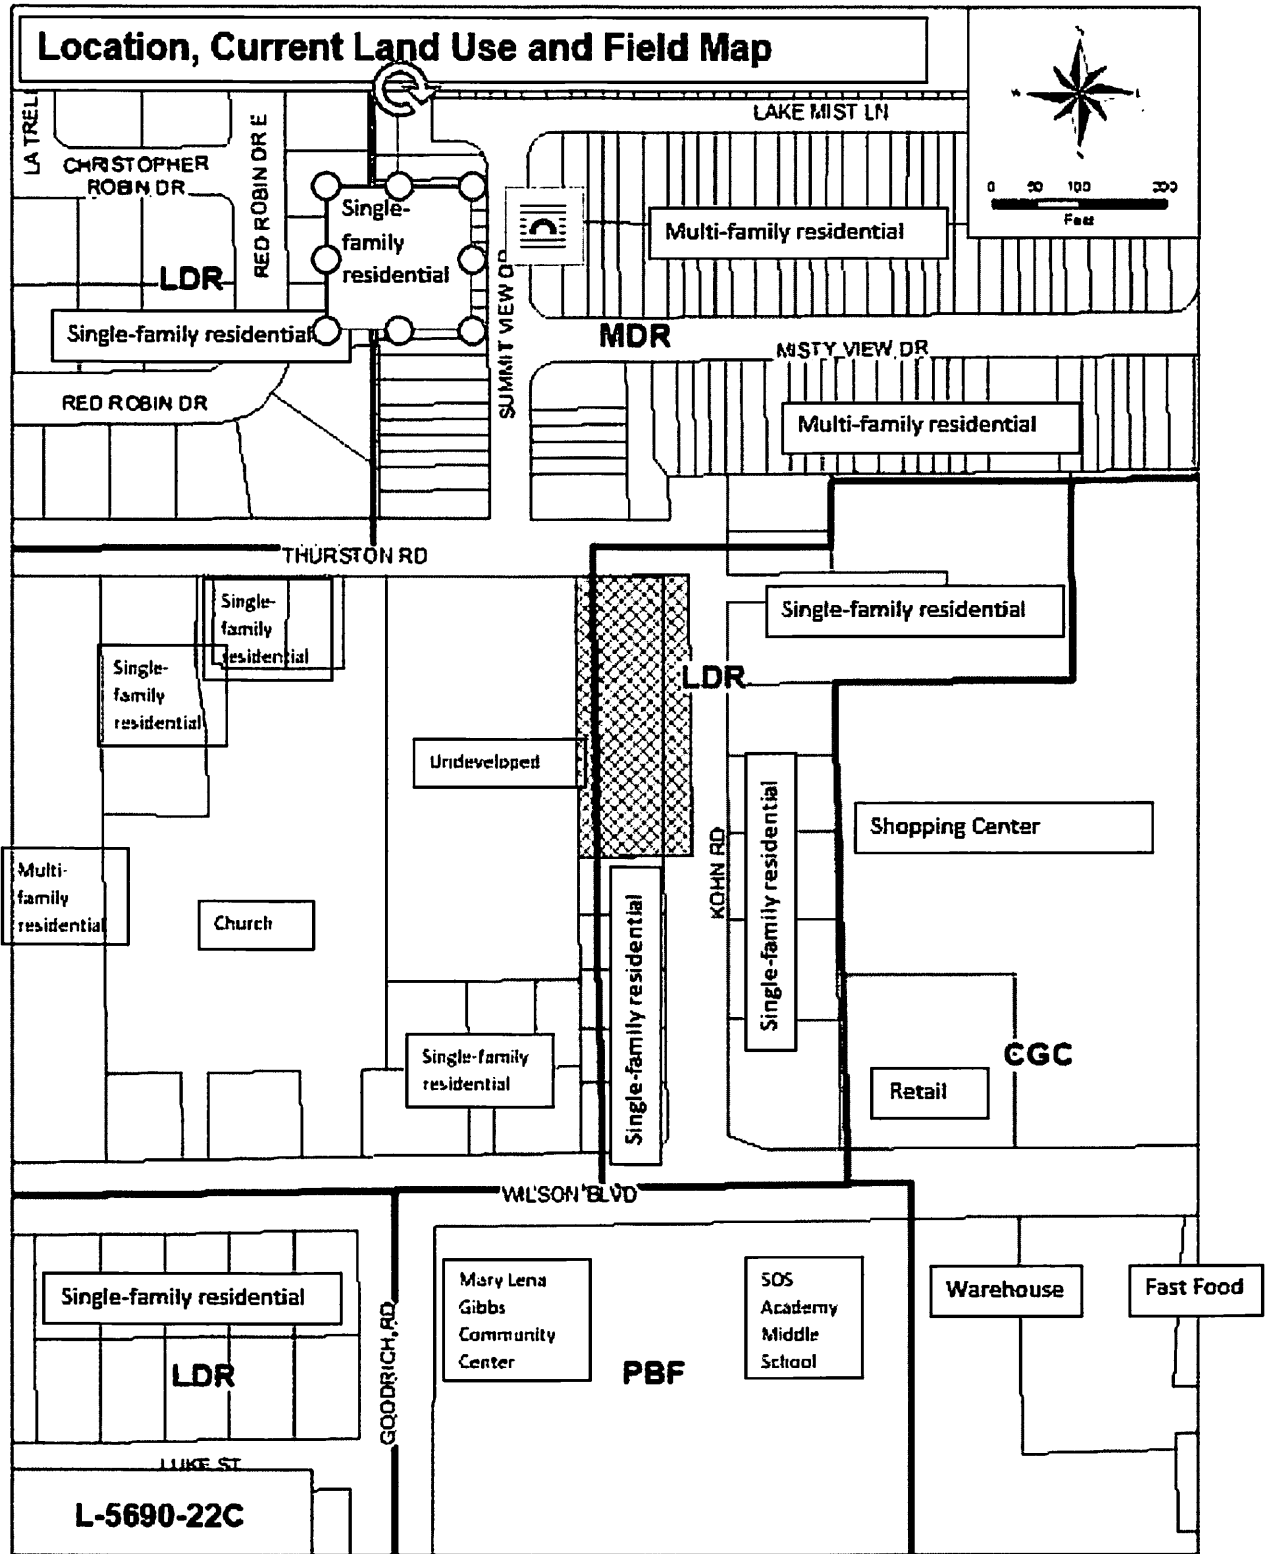 Location, Current Land Use and Field Map
W
0 50 100 200
Feet
LAKE MIST LN
CHRISTOPHER
ROBIN DR
RED ROBIN DR E
Single-
family
residential
Multi-family residential
LDR
SUMMIT VIEW DR
Single-family residential
MDR
MISTY VIEW DR
RED ROBIN DR
Multi-family residential
THURSTON RD
Single-
family
residential
Single-family residential
Single-
family
residential
LDR
Undeveloped
Single-family residential
Shopping Center
KOHN RD
Multi-
family
residential
Church
Single-family residential
Single-family
residential
CGC
Retail
WILSON BLVD
Single-family residential
Mary Lena
Gibbs
Community
Center
SOS
Academy
Middle
School
Warehouse
Fast Food
LDR
GOODRICH RD
PBF
LUKE ST
L-5690-22C